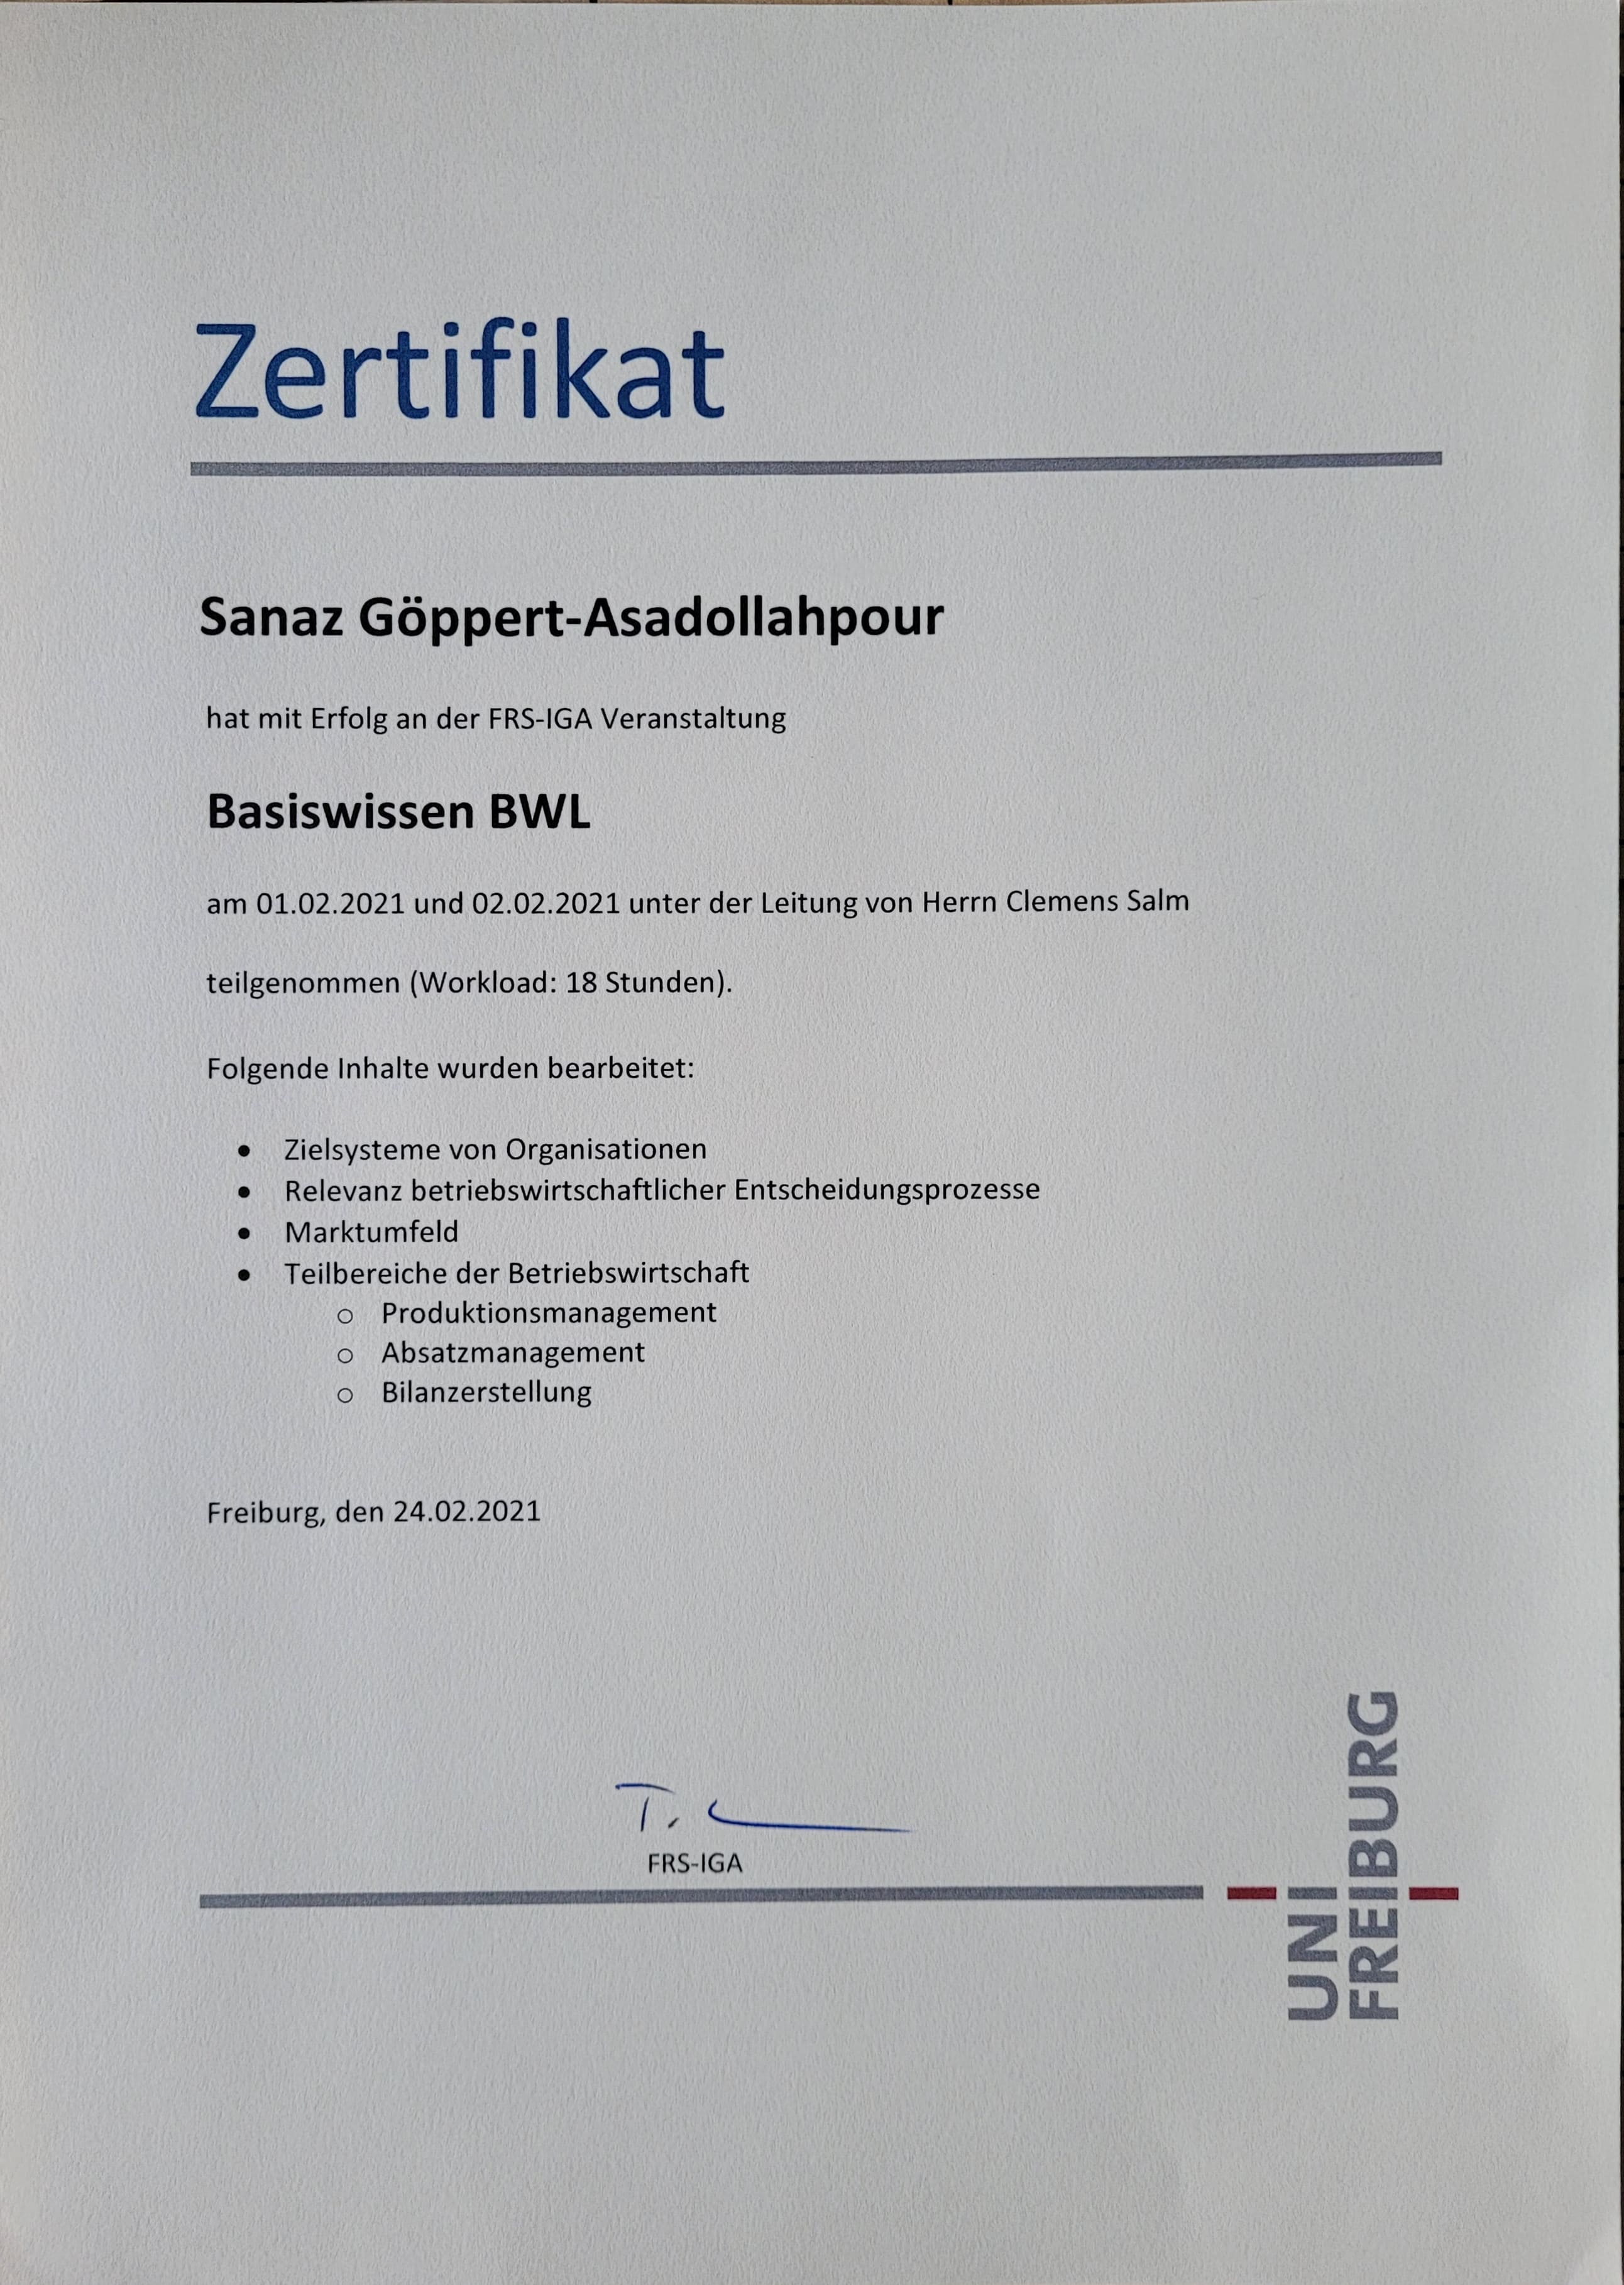 Zertifikat
Sanaz Göppert-Asadollahpour
hat mit Erfolg an der FRS-IGA Veranstaltung
Basiswissen BWL
am 01.02.2021 und 02.02.2021 unter der Leitung von Herrn Clemens Salm
teilgenommen (Workload: 18 Stunden).
Folgende Inhalte wurden bearbeitet:
• Zielsysteme von Organisationen
• Relevanz betriebswirtschaftlicher Entscheidungsprozesse
• Marktumfeld
• Teilbereiche der Betriebswirtschaft
o Produktionsmanagement
o Absatzmanagement
o Bilanzerstellung
Freiburg, den 24.02.2021
FRS-IGA
UNI
FREIBURG